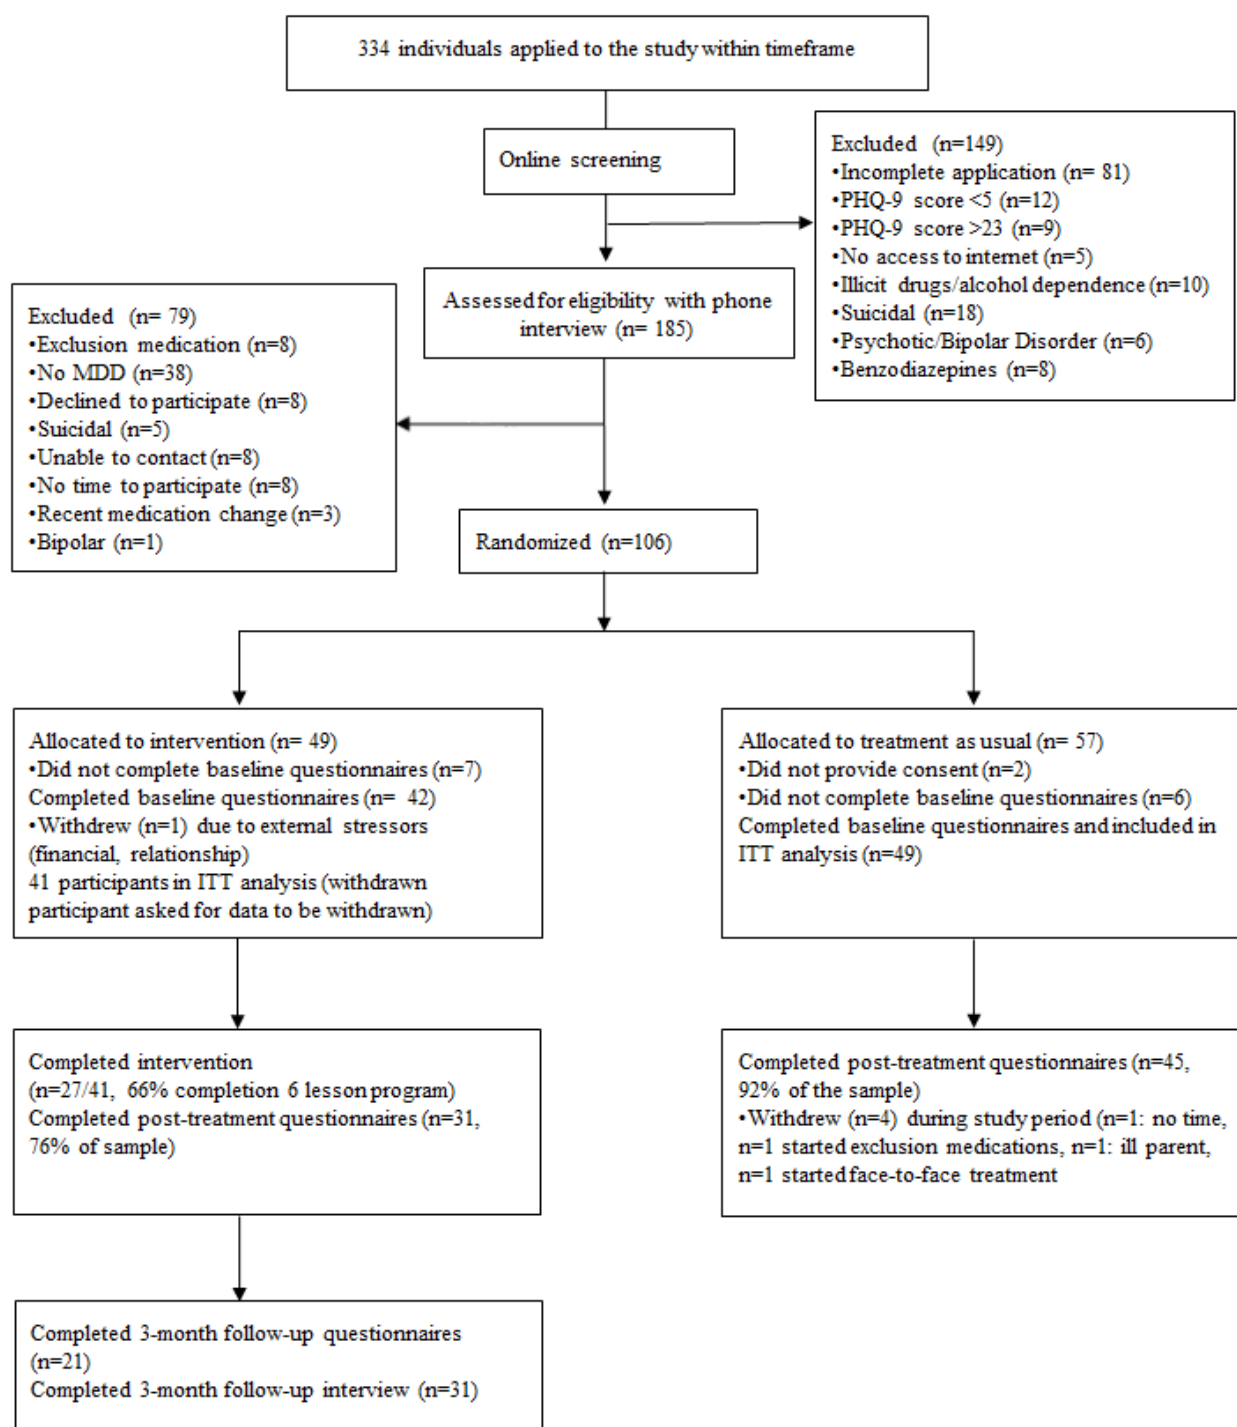 334 individuals applied to the study within timeframe
Online screening
Excluded (n=149)
•Incomplete application (n= 81)
•PHQ-9 score <5 (n=12)
•PHQ-9 score >23 (n=9)
•No access to internet (n=5)
•Illicit drugs/alcohol dependence (n=10)
•Suicidal (n=18)
•Psychotic/Bipolar Disorder (n=6)
•Benzodiazepines (n=8)
Assessed for eligibility with phone
interview (n= 185)
Excluded (n= 79)
•Exclusion medication (n=8)
•No MDD (n=38)
•Declined to participate (n=8)
•Suicidal (n=5)
•Unable to contact (n=8)
•No time to participate (n=8)
•Recent medication change (n=3)
•Bipolar (n=1)
Randomized (n=106)
Allocated to intervention (n= 49)
•Did not complete baseline questionnaires (n=7)
Completed baseline questionnaires (n= 42)
•Withdrew (n=1) due to external stressors
(financial, relationship)
41 participants in ITT analysis (withdrawn
participant asked for data to be withdrawn)
Allocated to treatment as usual (n= 57)
•Did not provide consent (n=2)
•Did not complete baseline questionnaires (n=6)
Completed baseline questionnaires and included in
ITT analysis (n=49)
Completed intervention
(n=27/41, 66% completion 6 lesson program)
Completed post-treatment questionnaires (n=31,
76% of sample)
Completed post-treatment questionnaires (n=45,
92% of the sample)
•Withdrew (n=4) during study period (n=1: no time,
n=1 started exclusion medications, n=1: ill parent,
n=1 started face-to-face treatment
Completed 3-month follow-up questionnaires
(n=21)
Completed 3-month follow-up interview (n=31)